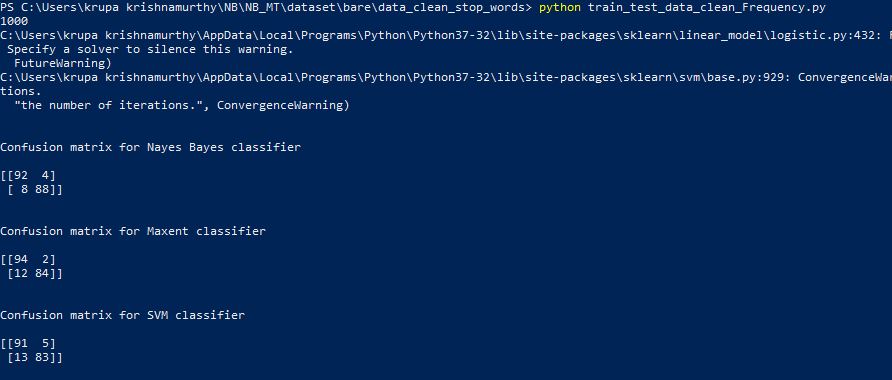 PS C:\Users\krupa krishnamurthy\NB\NB_MT\dataset\bare\data_clean_stop_words> python train_test_data_clean_Frequency.py
1000
C:\Users\krupa krishnamurthy\AppData\Local\Programs\Python\Python37-32\lib\site-packages\sklearn\linear_model\logistic.py:432: F
 Specify a solver to silence this warning.
  FutureWarning)
C:\Users\krupa krishnamurthy\AppData\Local\Programs\Python\Python37-32\lib\site-packages\sklearn\svm\base.py:929: ConvergenceWar
tions.
  "the number of iterations.", ConvergenceWarning)
Confusion matrix for Nayes Bayes classifier
[[92  4]
 [ 8 88]]
Confusion matrix for Maxent classifier
[[94  2]
 [12 84]]
Confusion matrix for SVM classifier
[[91  5]
 [13 83]]